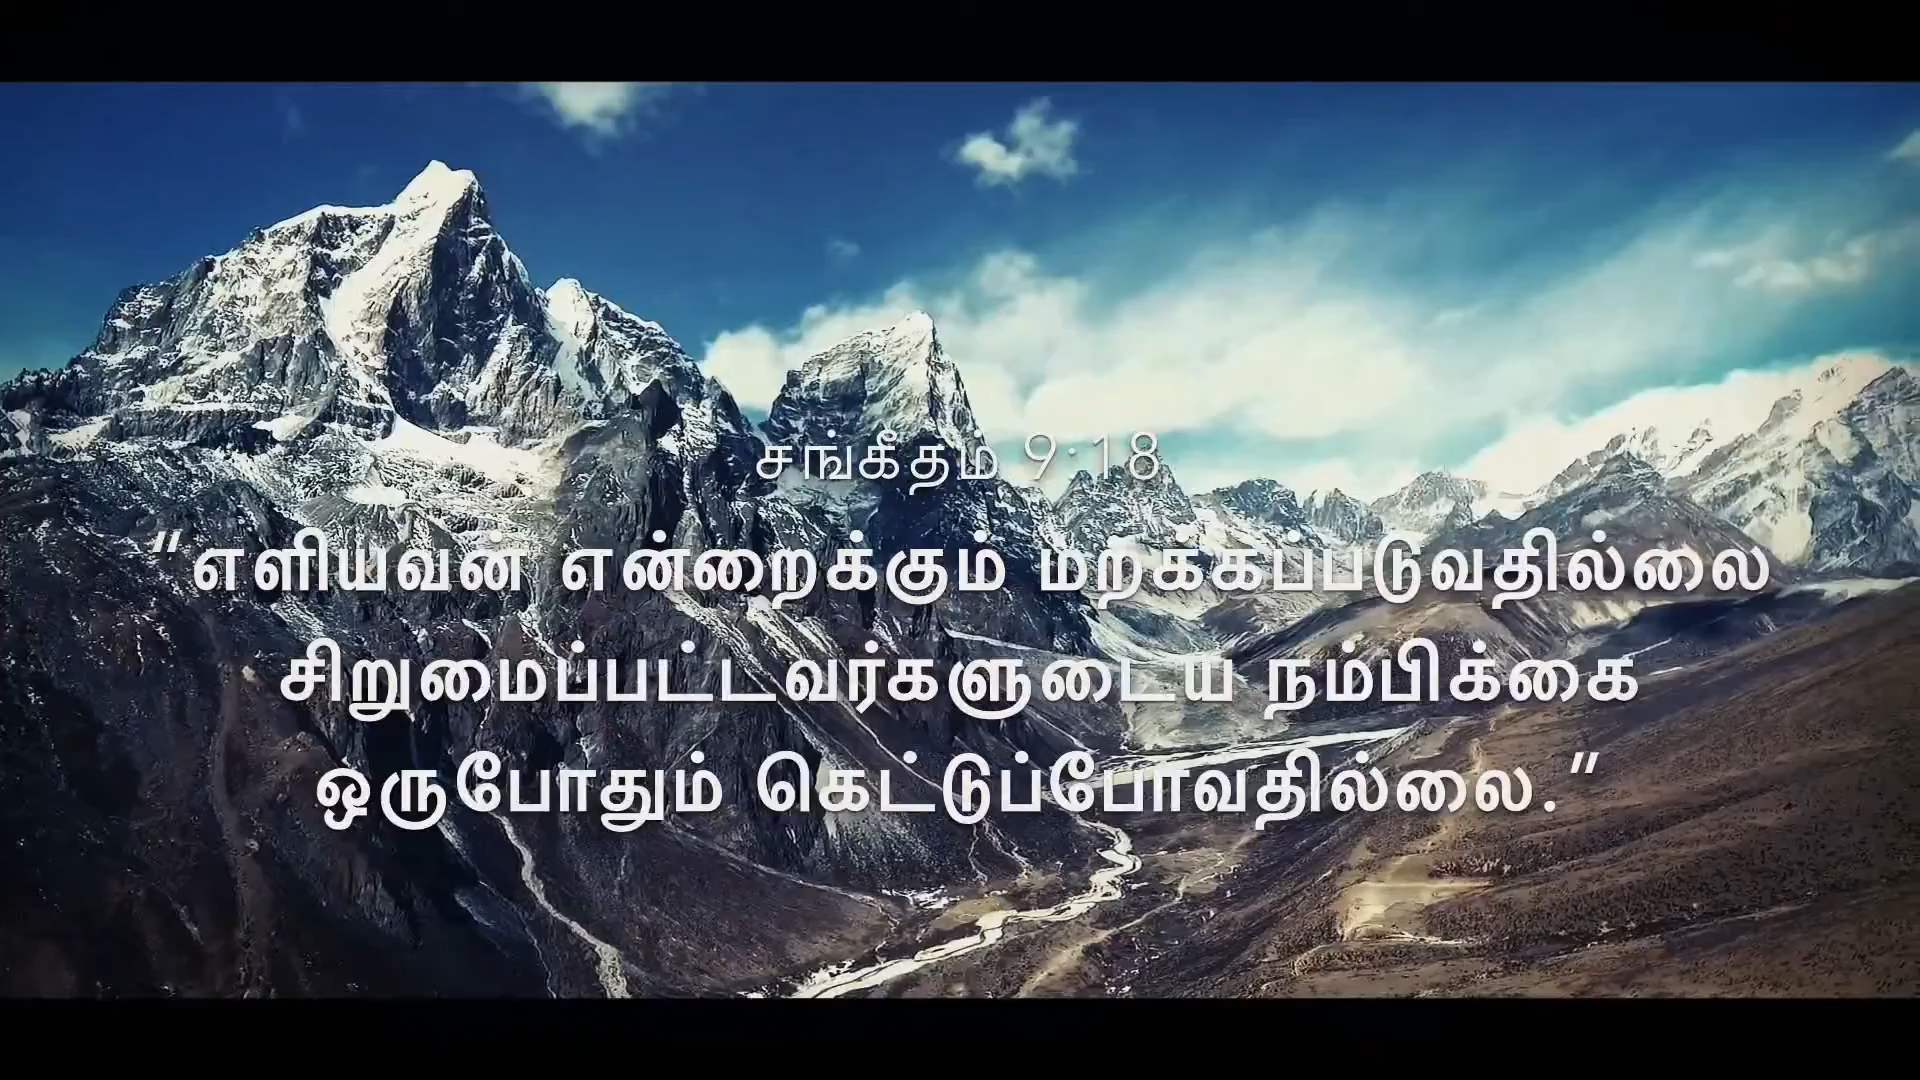 சங்கீதம் 9:18
"எளியவன் என்றைக்கும் மறக்கப்படுவதில்லை
சிறுமைப்பட்டவர்களுடைய நம்பிக்கை
ஒருபோதும் கெட்டுப்போவதில்லை."